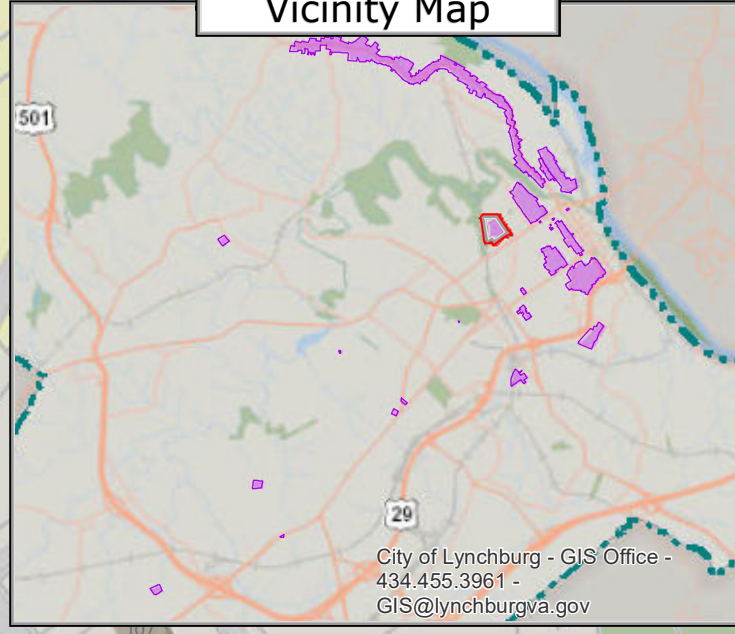 Vicinity Map
501
29
City of Lynchburg - GIS Office -
434.455.3961 -
GIS@lynchburgva.gov